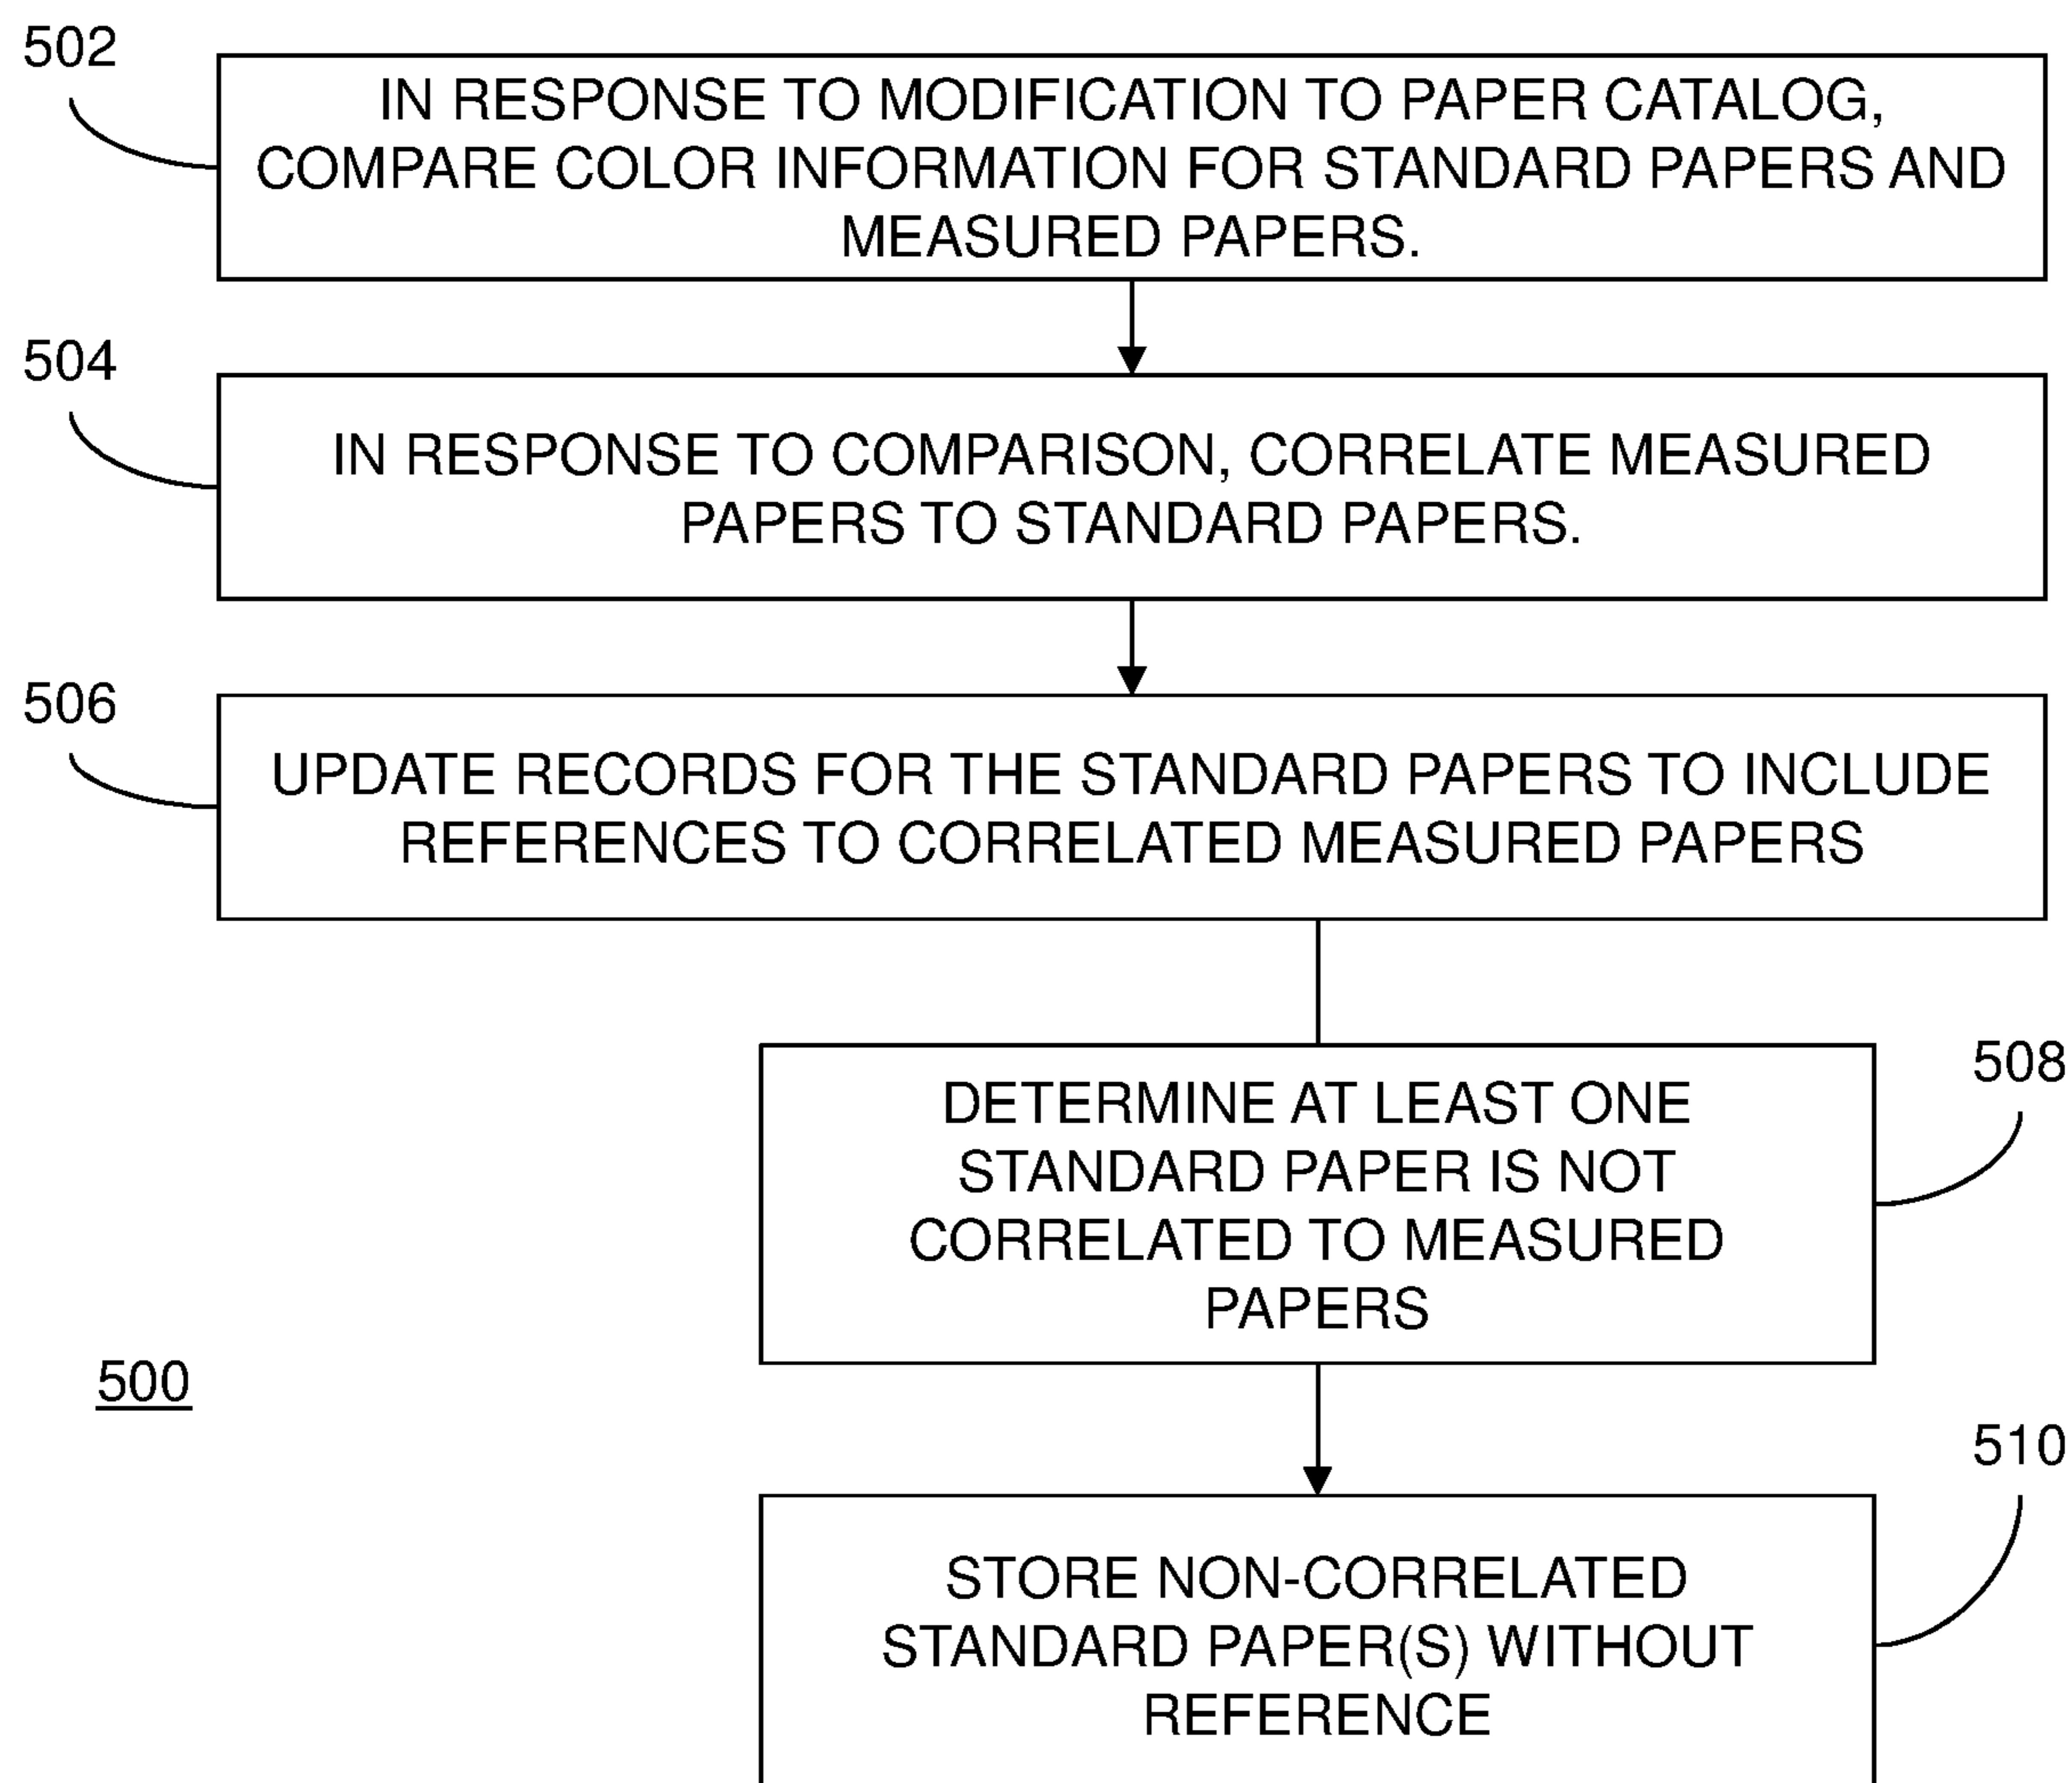 502
IN RESPONSE TO MODIFICATION TO PAPER CATALOG,
COMPARE COLOR INFORMATION FOR STANDARD PAPERS AND
MEASURED PAPERS.
504
IN RESPONSE TO COMPARISON, CORRELATE MEASURED
PAPERS TO STANDARD PAPERS.
506
UPDATE RECORDS FOR THE STANDARD PAPERS TO INCLUDE
REFERENCES TO CORRELATED MEASURED PAPERS
508
DETERMINE AT LEAST ONE
STANDARD PAPER IS NOT
CORRELATED TO MEASURED
PAPERS
500
510
STORE NON-CORRELATED
STANDARD PAPER(S) WITHOUT
REFERENCE